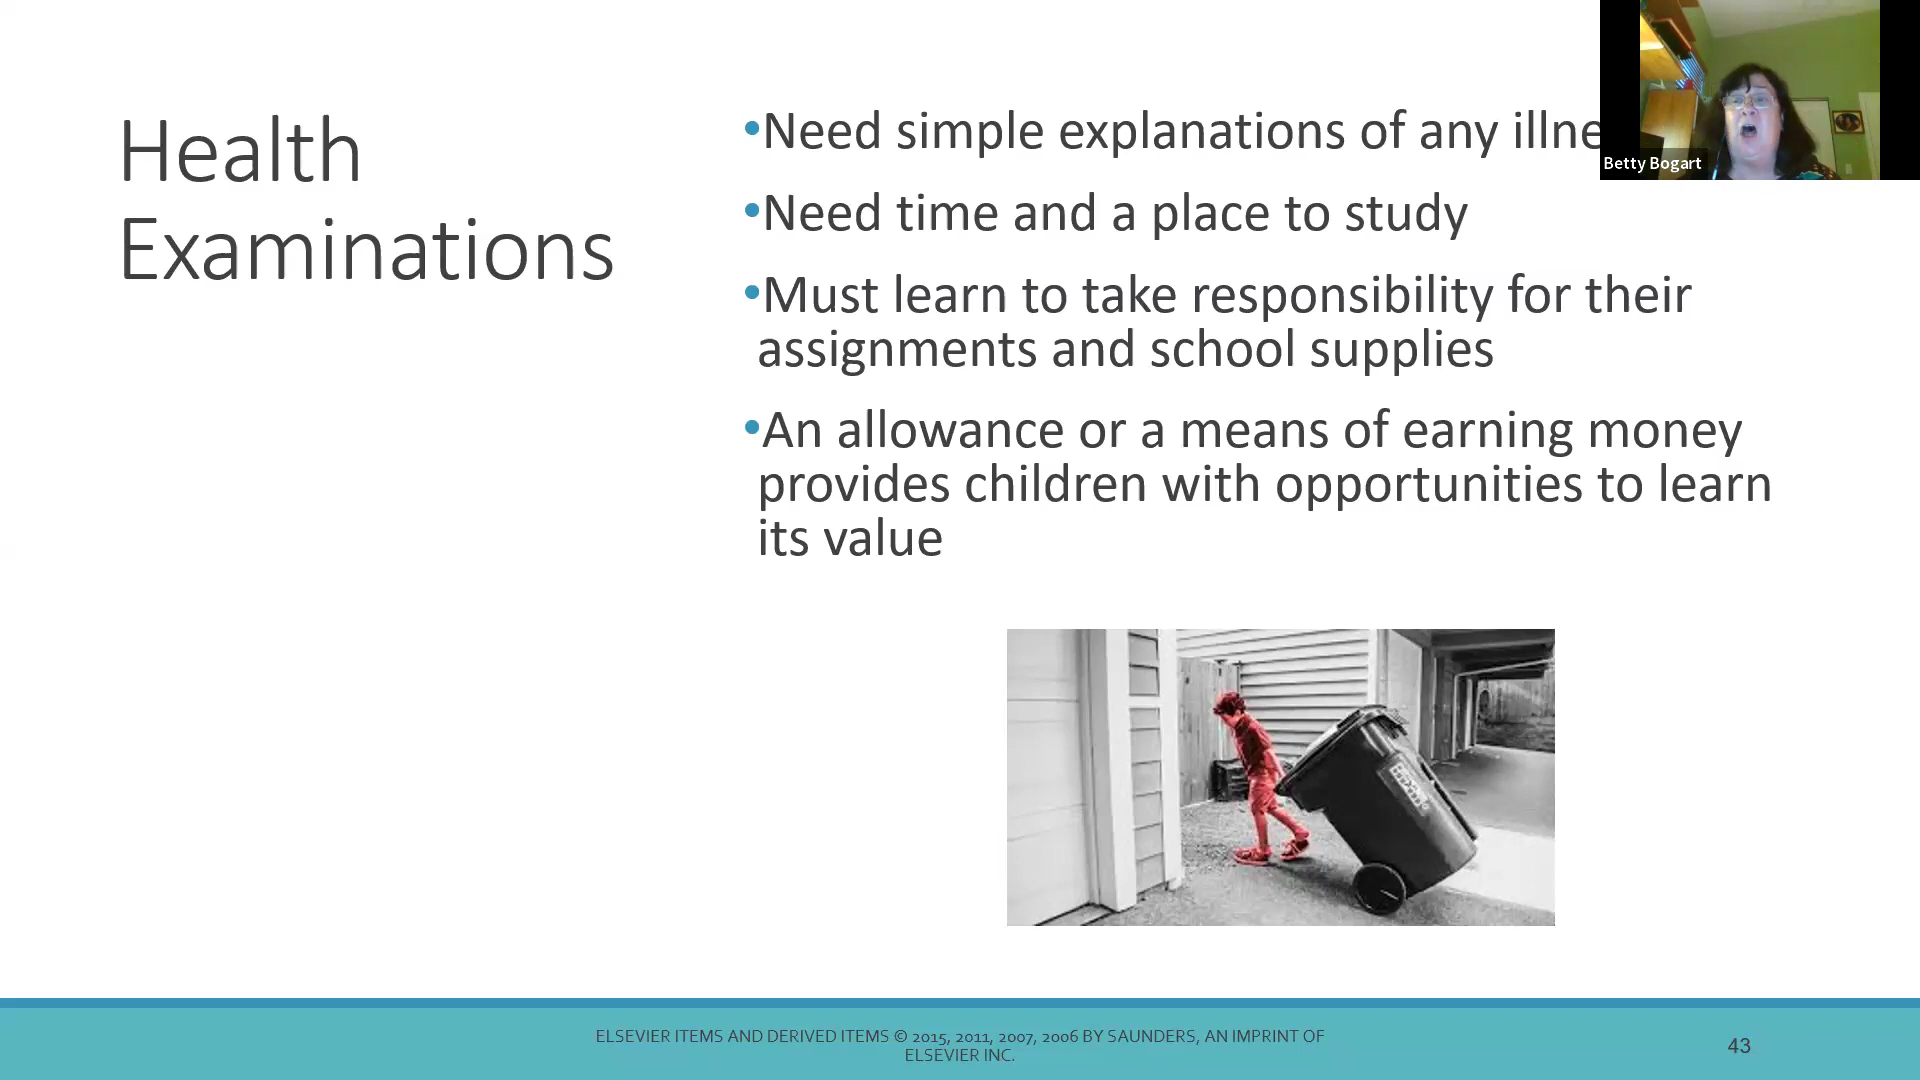 Health
Examinations
•Need simple explanations of any illne
•Need time and a place to study
•Must learn to take responsibility for their
assignments and school supplies
•An allowance or a means of earning money
provides children with opportunities to learn
its value
Betty Bogart
ELSEVIER ITEMS AND DERIVED ITEMS © 2015, 2011, 2007, 2006 BY SAUNDERS, AN IMPRINT OF
ELSEVIER INC.
43